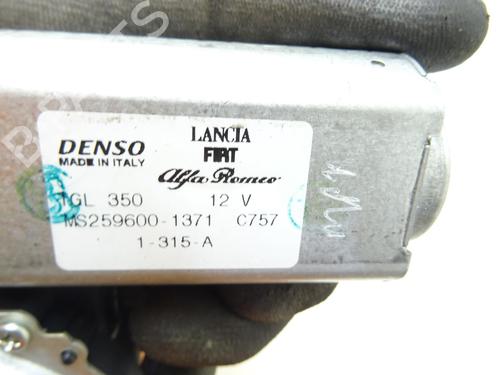 DENSO
MADE IN ITALY
LANCIA
FIAT
Alfa Romeo
TGL 350 12 V
MS259600-1371 C757
1-315-A